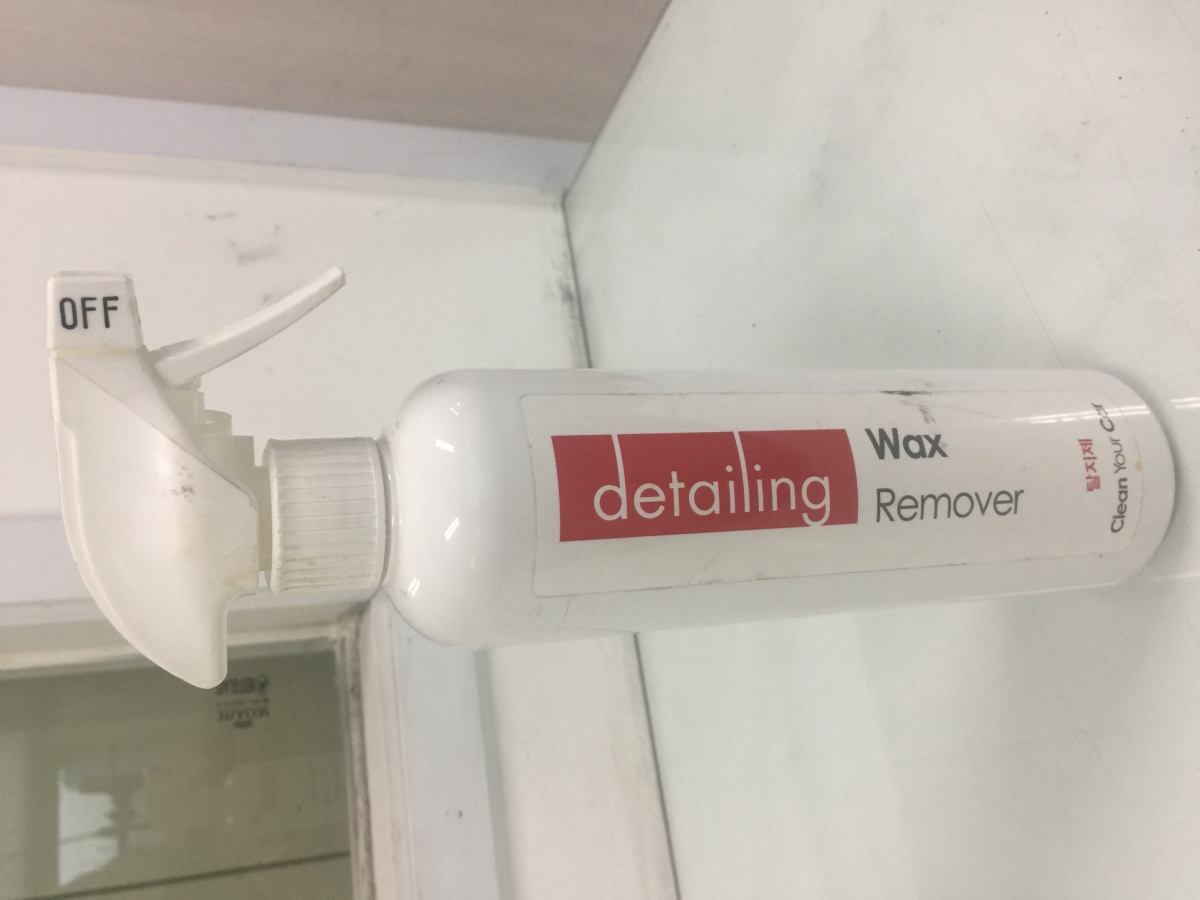 OFF
detailing
Wax
Remover
탈지제
Clean Your Car